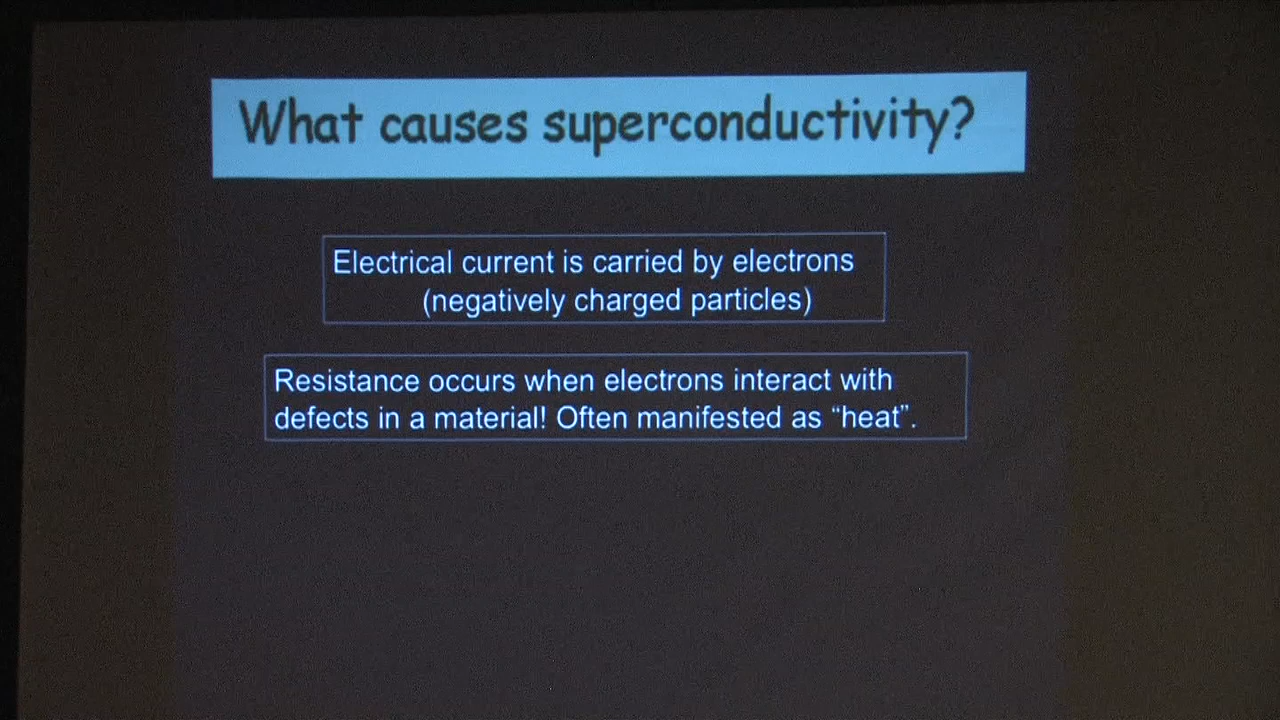 What causes superconductivity?
Electrical current is carried by electrons
(negatively charged particles)
Resistance occurs when electrons interact with
defects in a material! Often manifested as “heat”.